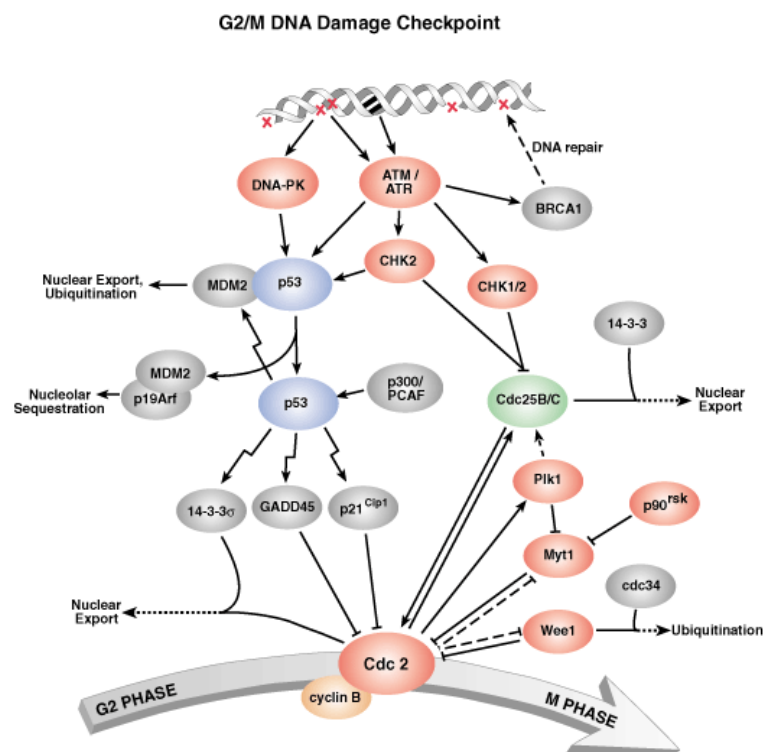 G2/M DNA Damage Checkpoint
DNA repair
DNA-PK
ATM /
ATR
BRCA1
CHK2
Nuclear Export,
Ubiquitination
MDM2
p53
CHK1/2
14-3-3
MDM2
p19Arf
Nucleolar
Sequestration
p53
p300/
PCAF
Cdc25B/C
Nuclear
Export
Plk1
p90rsk
14-3-3σ
GADD45
p21Cip1
Myt1
cdc34
Nuclear
Export
Wee1
Ubiquitination
Cdc 2
cyclin B
G2 PHASE
M PHASE